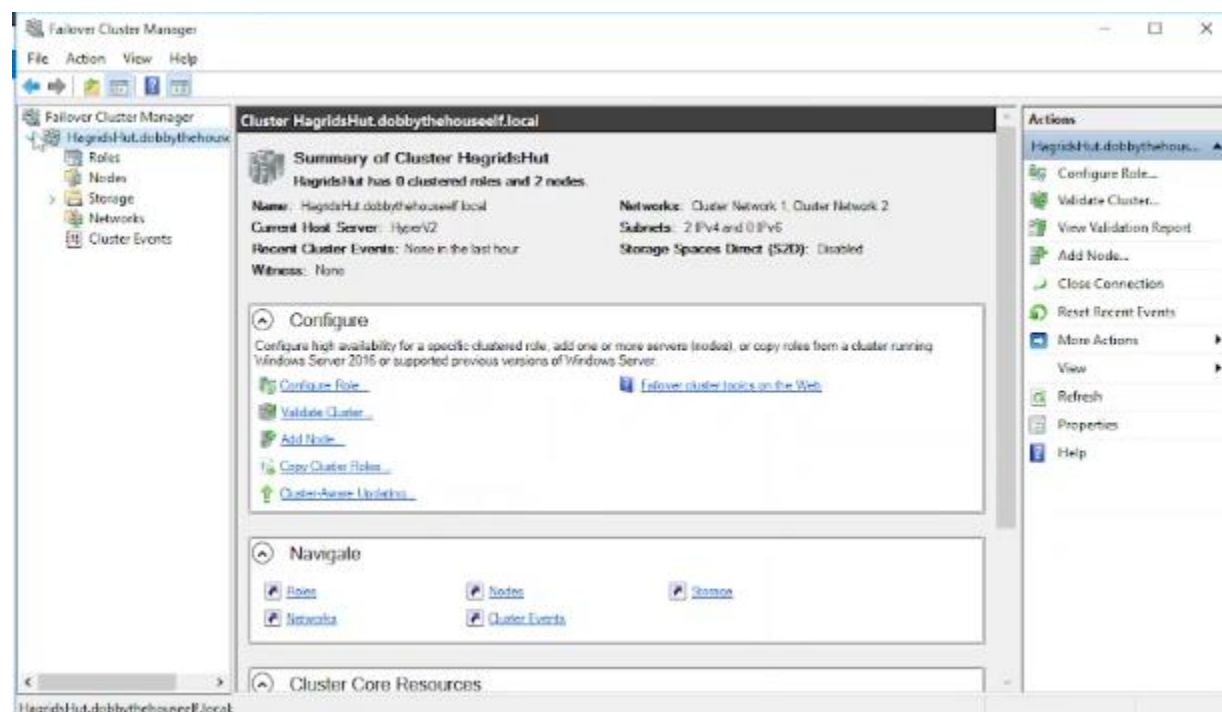 Failover Cluster Manager
File Action View Help
Failover Cluster Manager
HagridsHut.dobbythehouse
Roles
Nodes
Storage
Networks
Cluster Events
Cluster HagridsHut.dobbythehouseelf.local
Summary of Cluster HagridsHut
HagridsHut has 0 clustered roles and 2 nodes.
Name: HagridsHut.dobbythehouseelf.local
Networks: Cluster Network 1, Cluster Network 2
Current Host Server: HyperV2
Subnets: 2 IPv4 and 0 IPv6
Recent Cluster Events: None in the last hour
Storage Spaces Direct (S2D): Disabled
Witness: None
Configure
Configure high availability for a specific clustered role, add one or more servers (nodes), or copy roles from a cluster running
Windows Server 2016 or supported previous versions of Windows Server.
Configure Role...
Failover cluster topics on the Web
Validate Cluster...
Add Node...
Copy Cluster Roles...
Cluster-Aware Updating...
Navigate
Roles
Nodes
Storage
Networks
Cluster Events
Cluster Core Resources
Actions
HagridsHut.dobbythehous...
Configure Role...
Validate Cluster...
View Validation Report
Add Node...
Close Connection
Reset Recent Events
More Actions
View
Refresh
Properties
Help
HagridsHut.dobbythehouseelf.local: